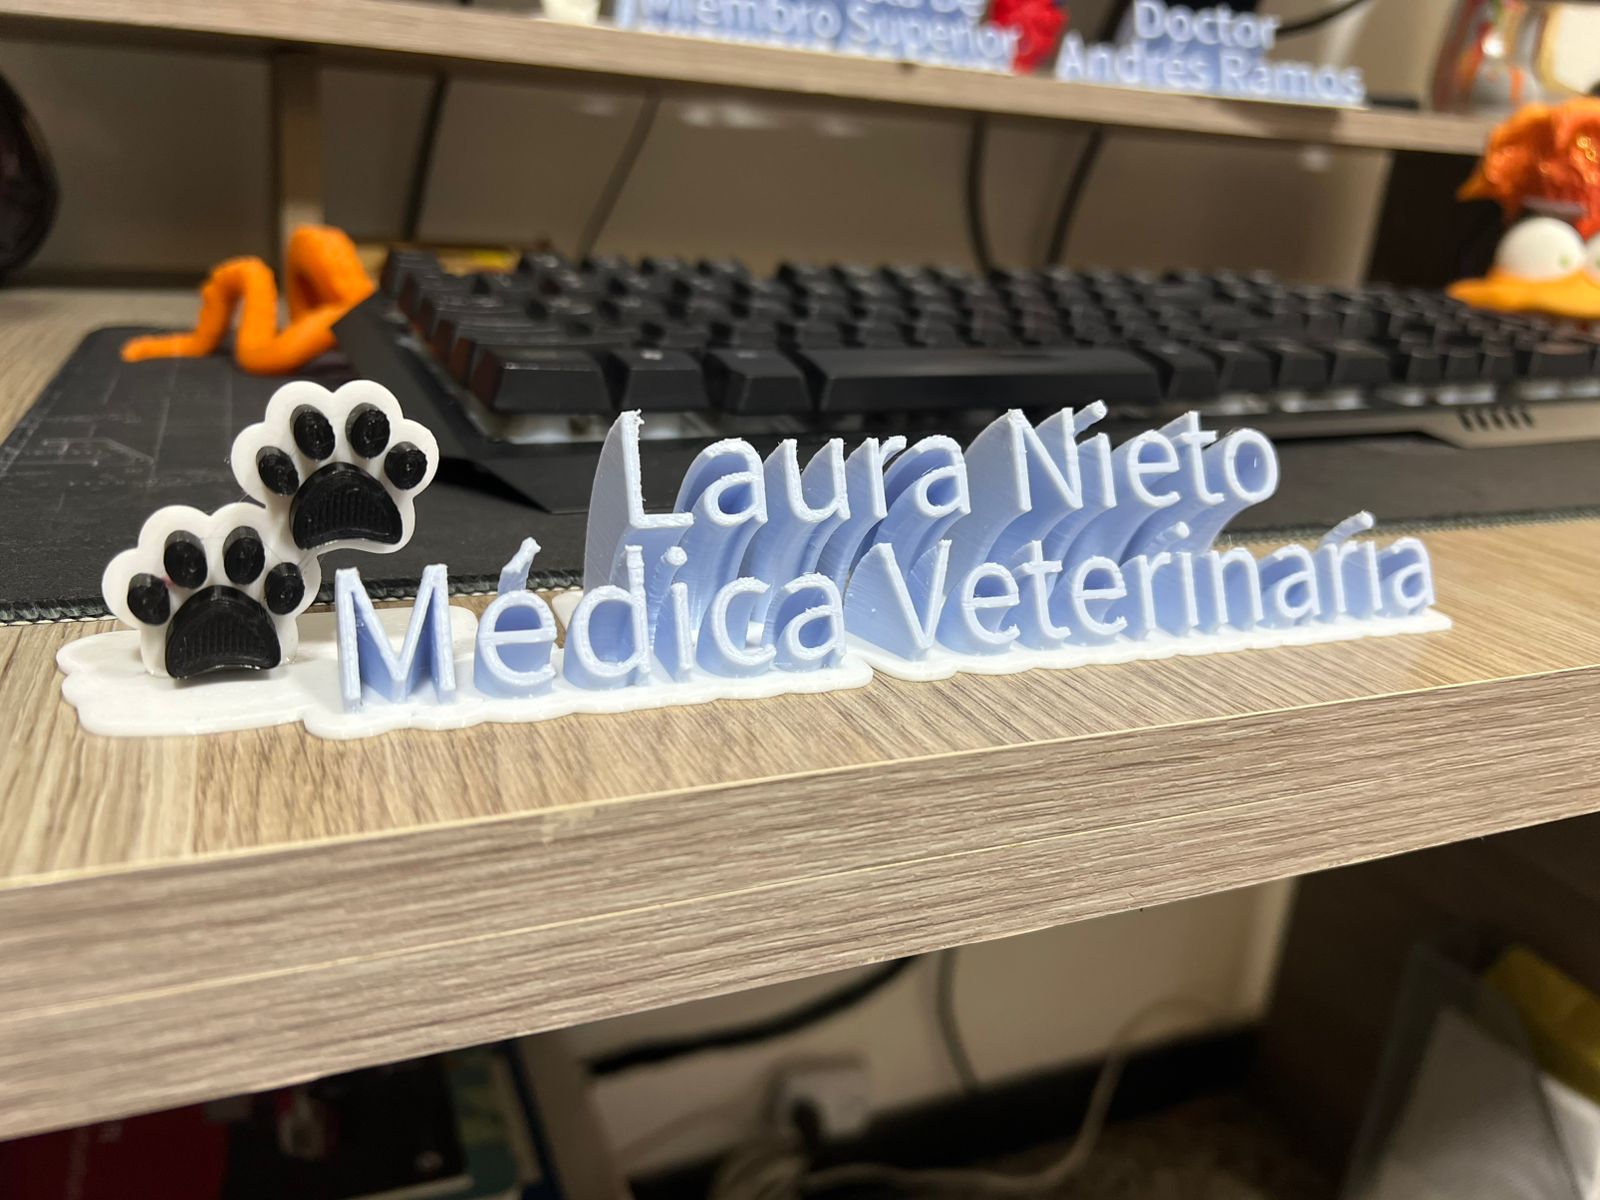 Miembro Superior
Doctor
Andrés Ramos
Laura Nieto
Médica Veterinaria